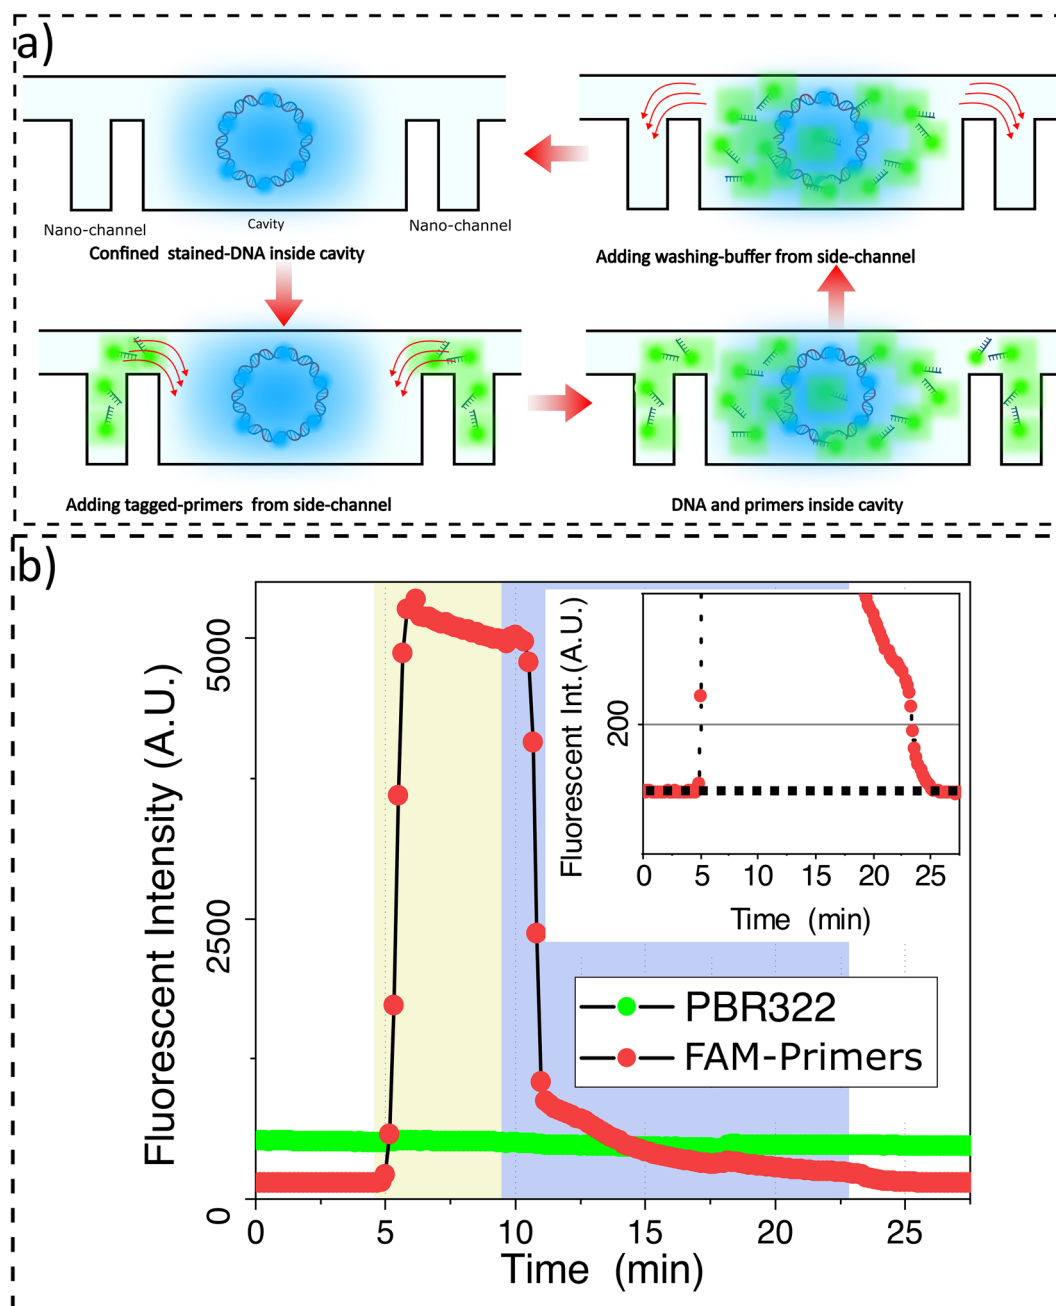 a)
Nano-channel
Cavity
Nano-channel
Confined stained-DNA inside cavity
Adding washing-buffer from side-channel
Adding tagged-primers from side-channel
DNA and primers inside cavity
b)
Fluorescent Intensity (A.U.)
5000
2500
0
Fluorescent Int.(A.U.)
200
0 5 10 15 20 25
Time (min)
PBR322
FAM-Primers
0 5 10 15 20 25
Time (min)